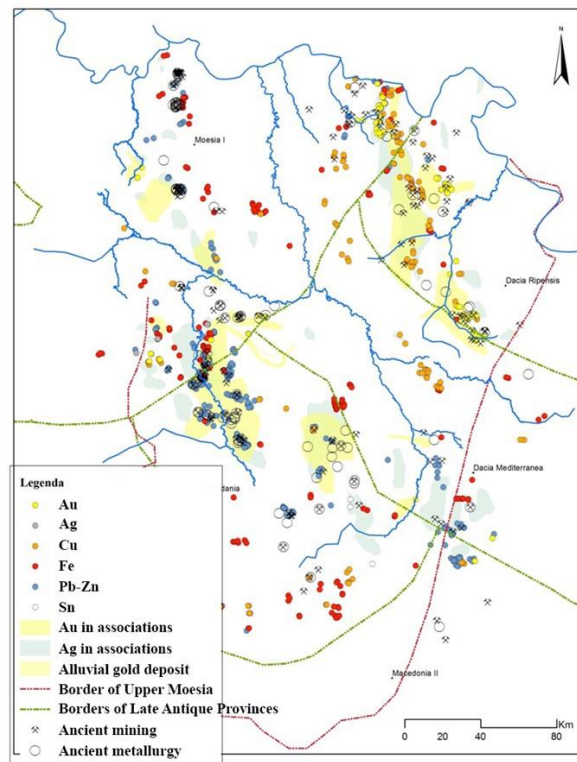 N
Moesia I
Dacia Ripensis
Dacia Mediterranea
dania
Macedonia II
Legenda
Au
Ag
Cu
Fe
Pb-Zn
Sn
Au in associations
Ag in associations
Alluvial gold deposit
Border of Upper Moesia
Borders of Late Antique Provinces
Ancient mining
Ancient metallurgy
Km
0 20 40 60 80